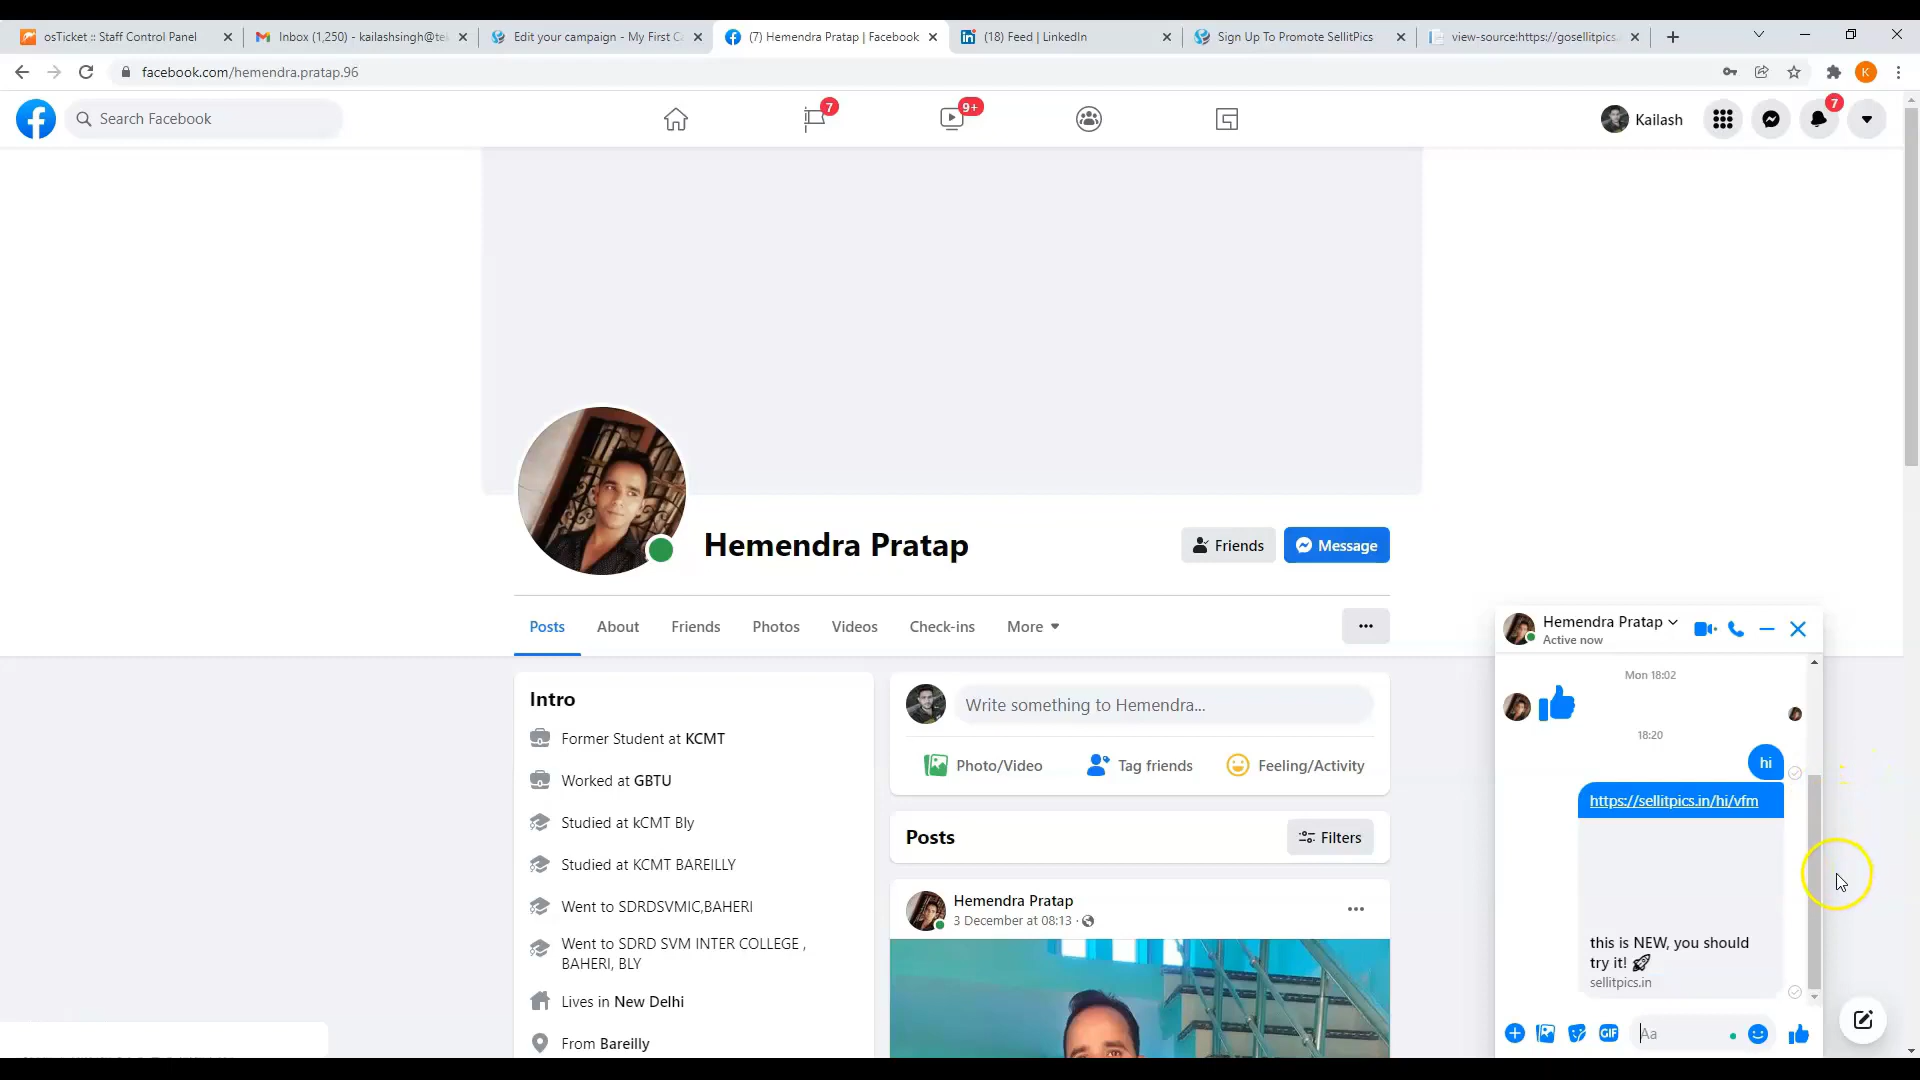 osTicket :: Staff Control Panel
Inbox (1,250) - kailashsingh@te
Edit your campaign - My First C
(7) Hemendra Pratap | Facebook
(18) Feed | LinkedIn
Sign Up To Promote SellitPics
view-source:https://gosellitpics.
facebook.com/hemendra.pratap.96
K
Search Facebook
7
9+
Kailash
7
Hemendra Pratap
Friends
Message
Posts
About
Friends
Photos
Videos
Check-ins
More
Intro
Former Student at KCMT
Worked at GBTU
Studied at kCMT Bly
Studied at KCMT BAREILLY
Went to SDRDSVMIC,BAHERI
Went to SDRD SVM INTER COLLEGE ,
BAHERI, BLY
Lives in New Delhi
From Bareilly
Write something to Hemendra...
Photo/Video
Tag friends
Feeling/Activity
Posts
Filters
Hemendra Pratap
3 December at 08:13 ·
Hemendra Pratap
Active now
Mon 18:02
18:20
hi
https://sellitpics.in/hi/vfm
this is NEW, you should
try it! 🚀
sellitpics.in
GIF
Aa